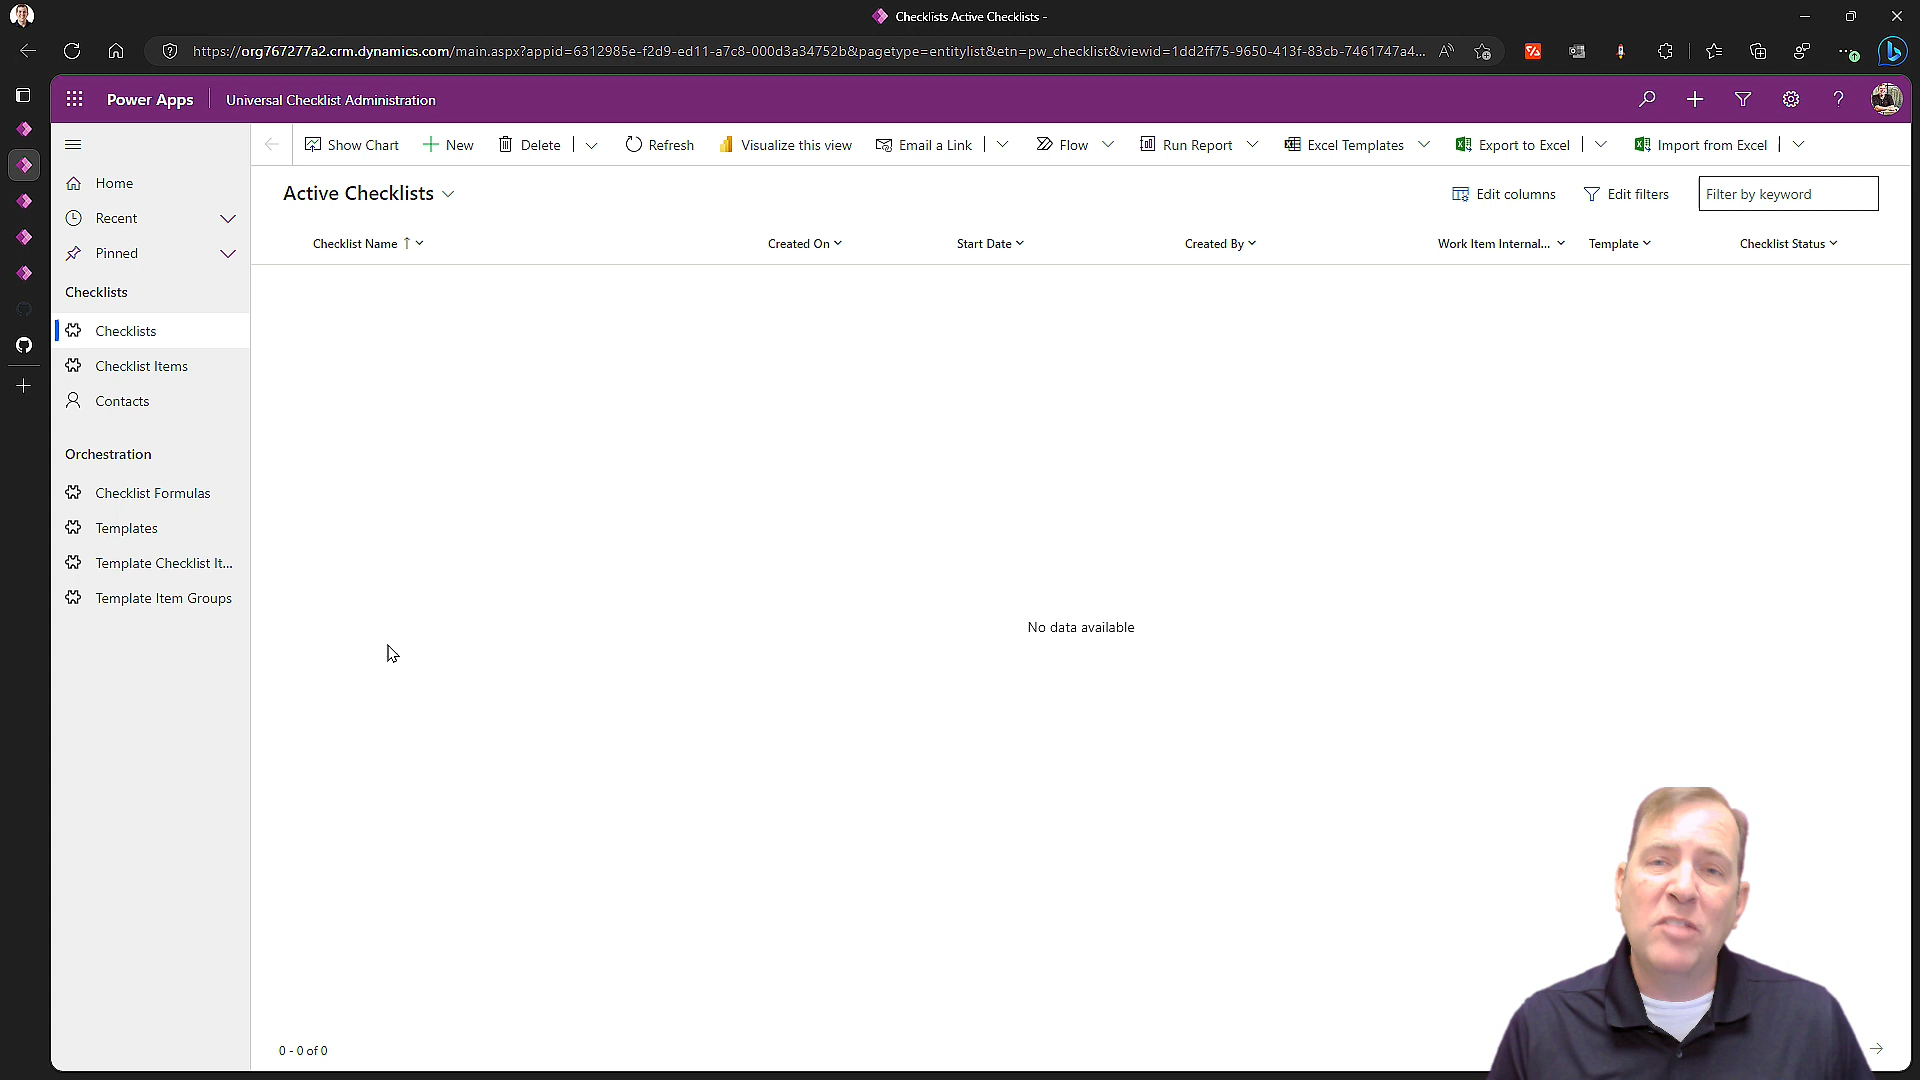 Checklists Active Checklists -
https://org767277a2.crm.dynamics.com/main.aspx?appid=6312985e-f2d9-ed11-a7c8-000d3a34752b&pagetype=entitylist&etn=pw_checklist&viewid=1dd2ff75-9650-413f-83cb-7461747a4...
Power Apps
Universal Checklist Administration
Show Chart
New
Delete
Refresh
Visualize this view
Email a Link
Flow
Run Report
Excel Templates
Export to Excel
Import from Excel
Home
Recent
Pinned
Checklists
Checklists
Checklist Items
Contacts
Orchestration
Checklist Formulas
Templates
Template Checklist It...
Template Item Groups
Active Checklists
Edit columns
Edit filters
Filter by keyword
Checklist Name
Created On
Start Date
Created By
Work Item Internal...
Template
Checklist Status
No data available
0 - 0 of 0